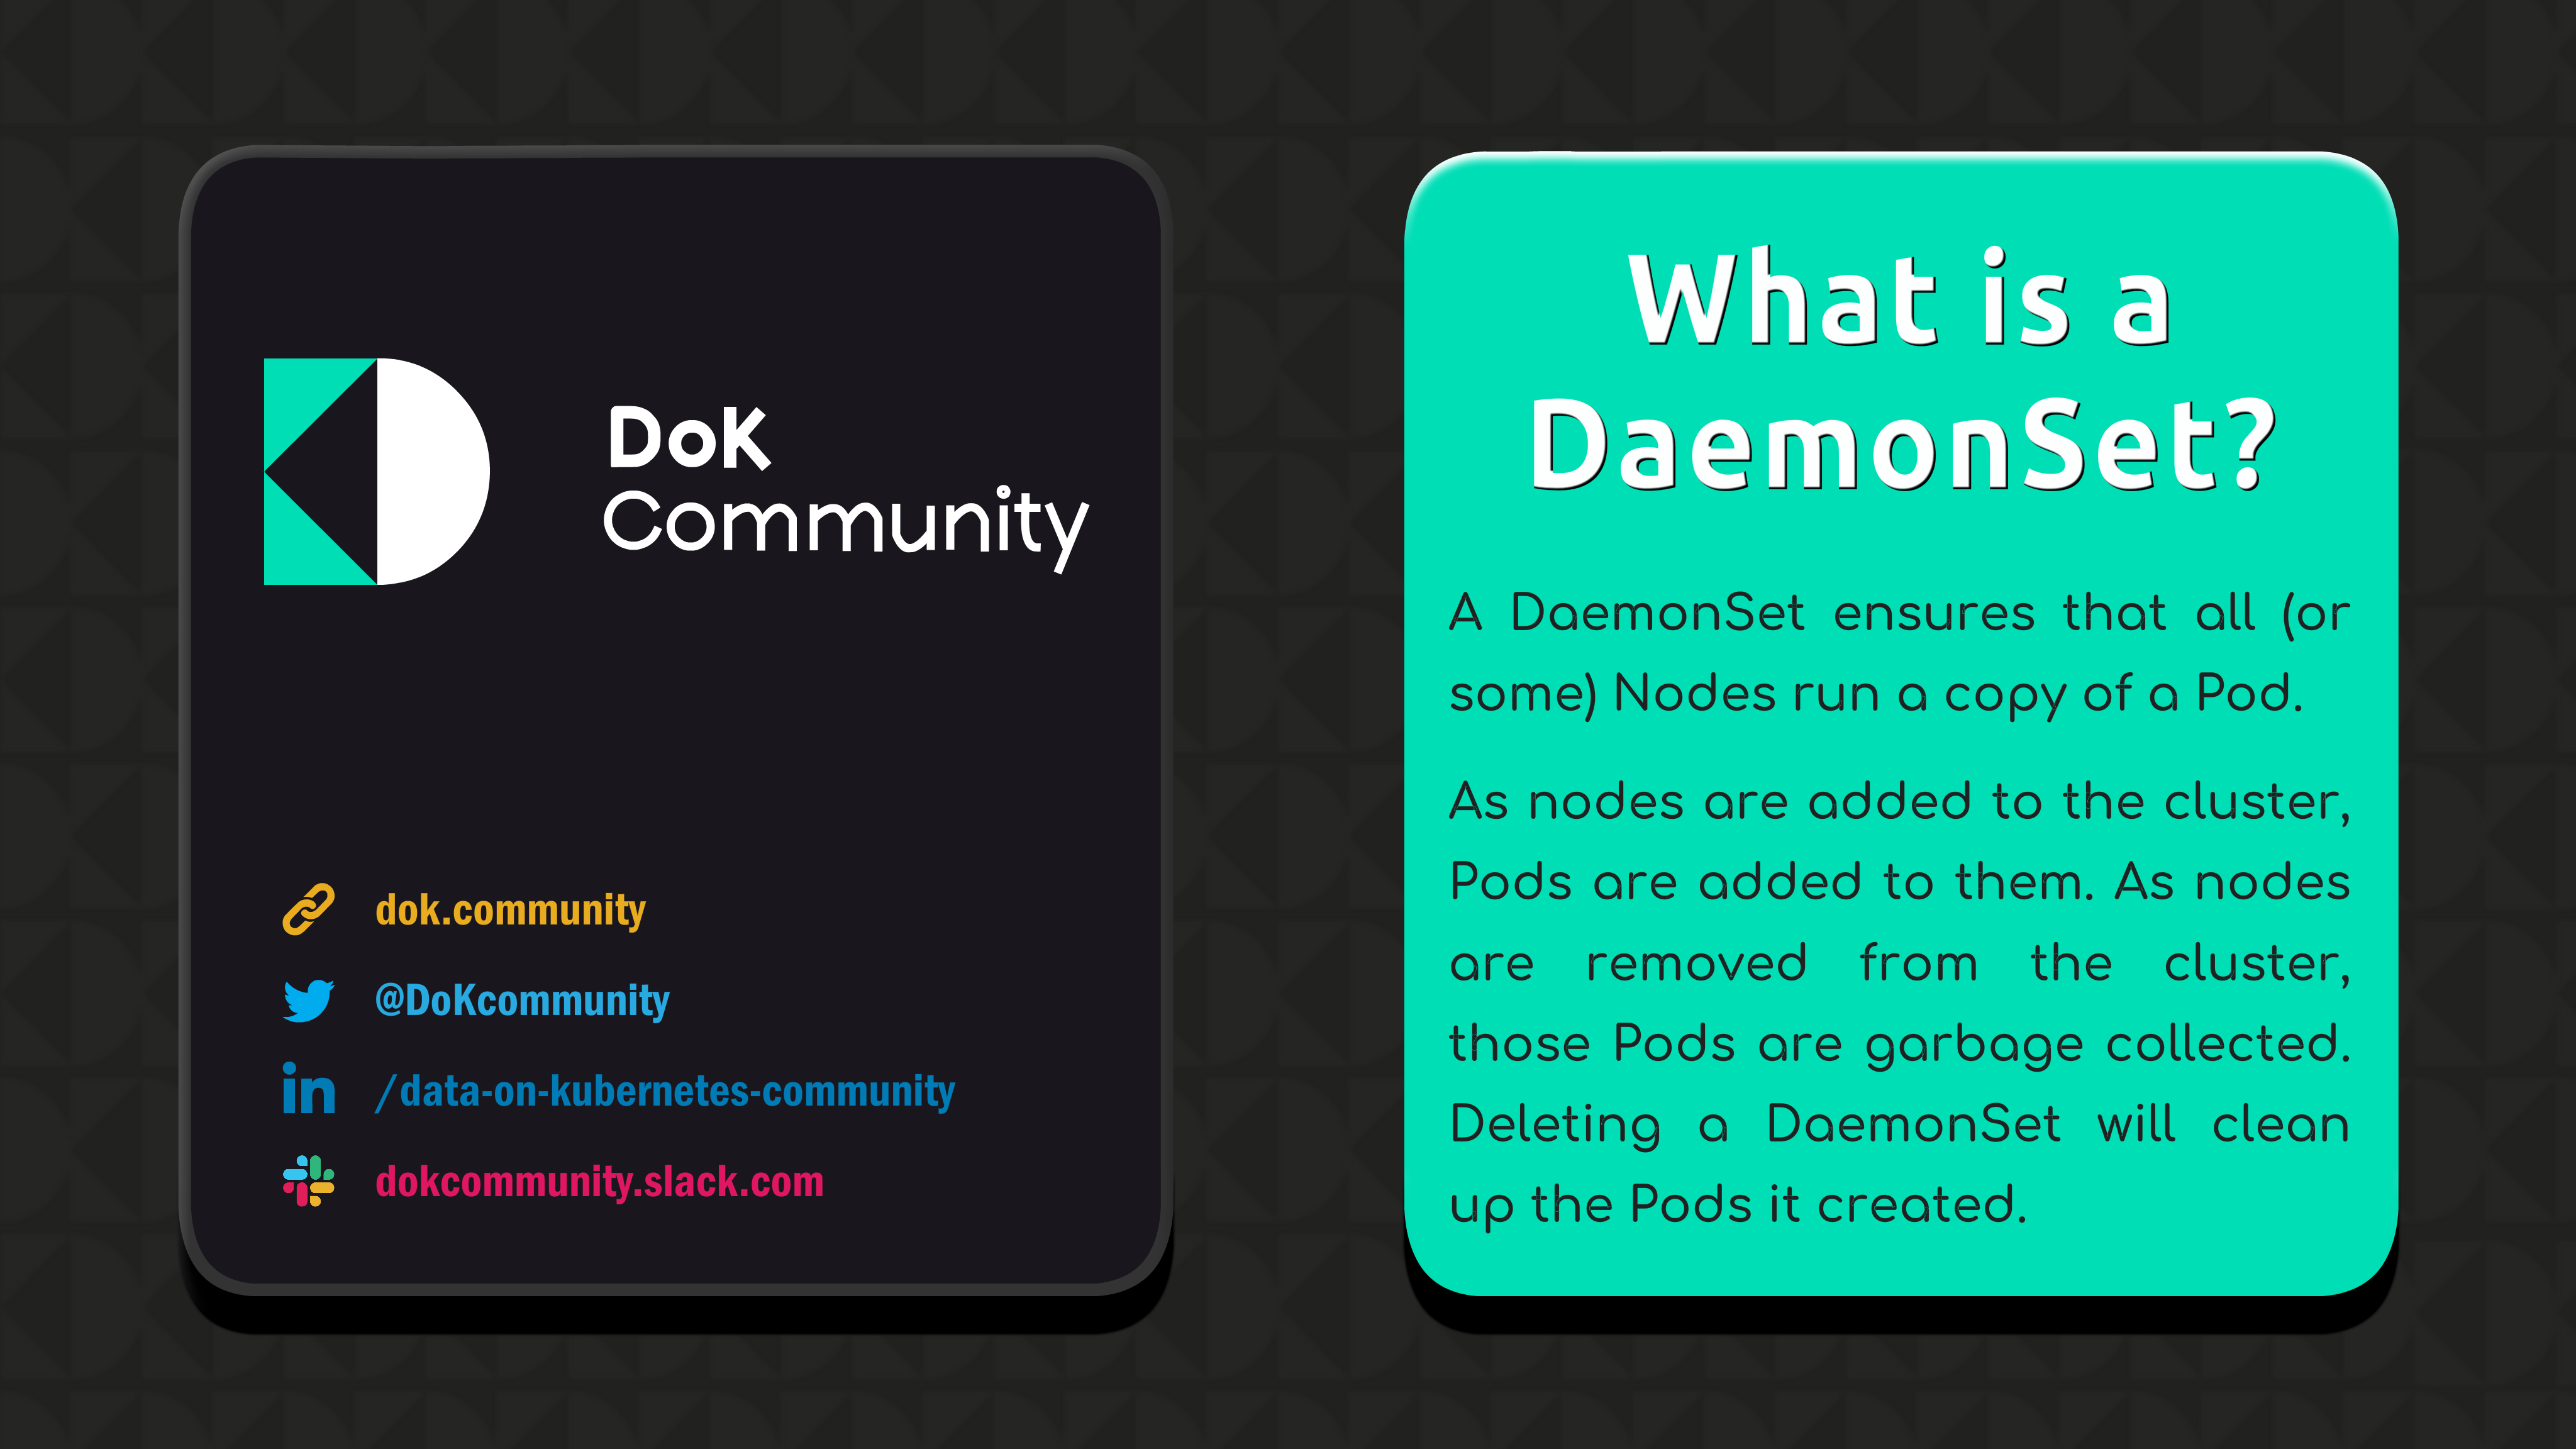 DoK
Community
dok.community
@DoKcommunity
/data-on-kubernetes-community
dokcommunity.slack.com
What is a
DaemonSet?
A DaemonSet ensures that all (or
some) Nodes run a copy of a Pod.
As nodes are added to the cluster,
Pods are added to them. As nodes
are removed from the cluster,
those Pods are garbage collected.
Deleting a DaemonSet will clean
up the Pods it created.